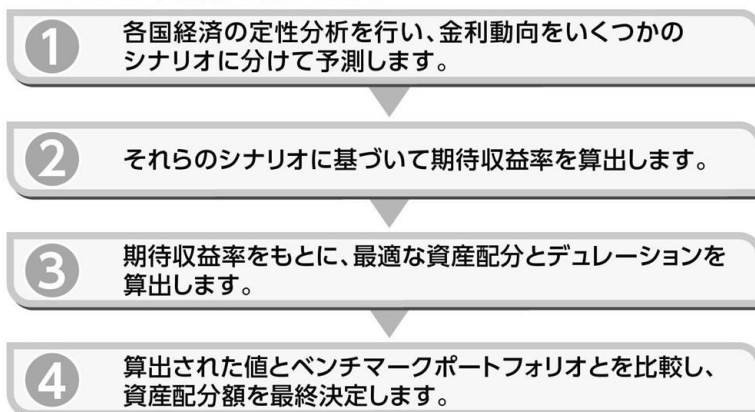 1
各国経済の定性分析を行い、金利動向をいくつかの
シナリオに分けて予測します。
2
それらのシナリオに基づいて期待収益率を算出します。
3
期待収益率をもとに、最適な資産配分とデュレーションを
算出します。
4
算出された値とベンチマークポートフォリオとを比較し、
資産配分額を最終決定します。